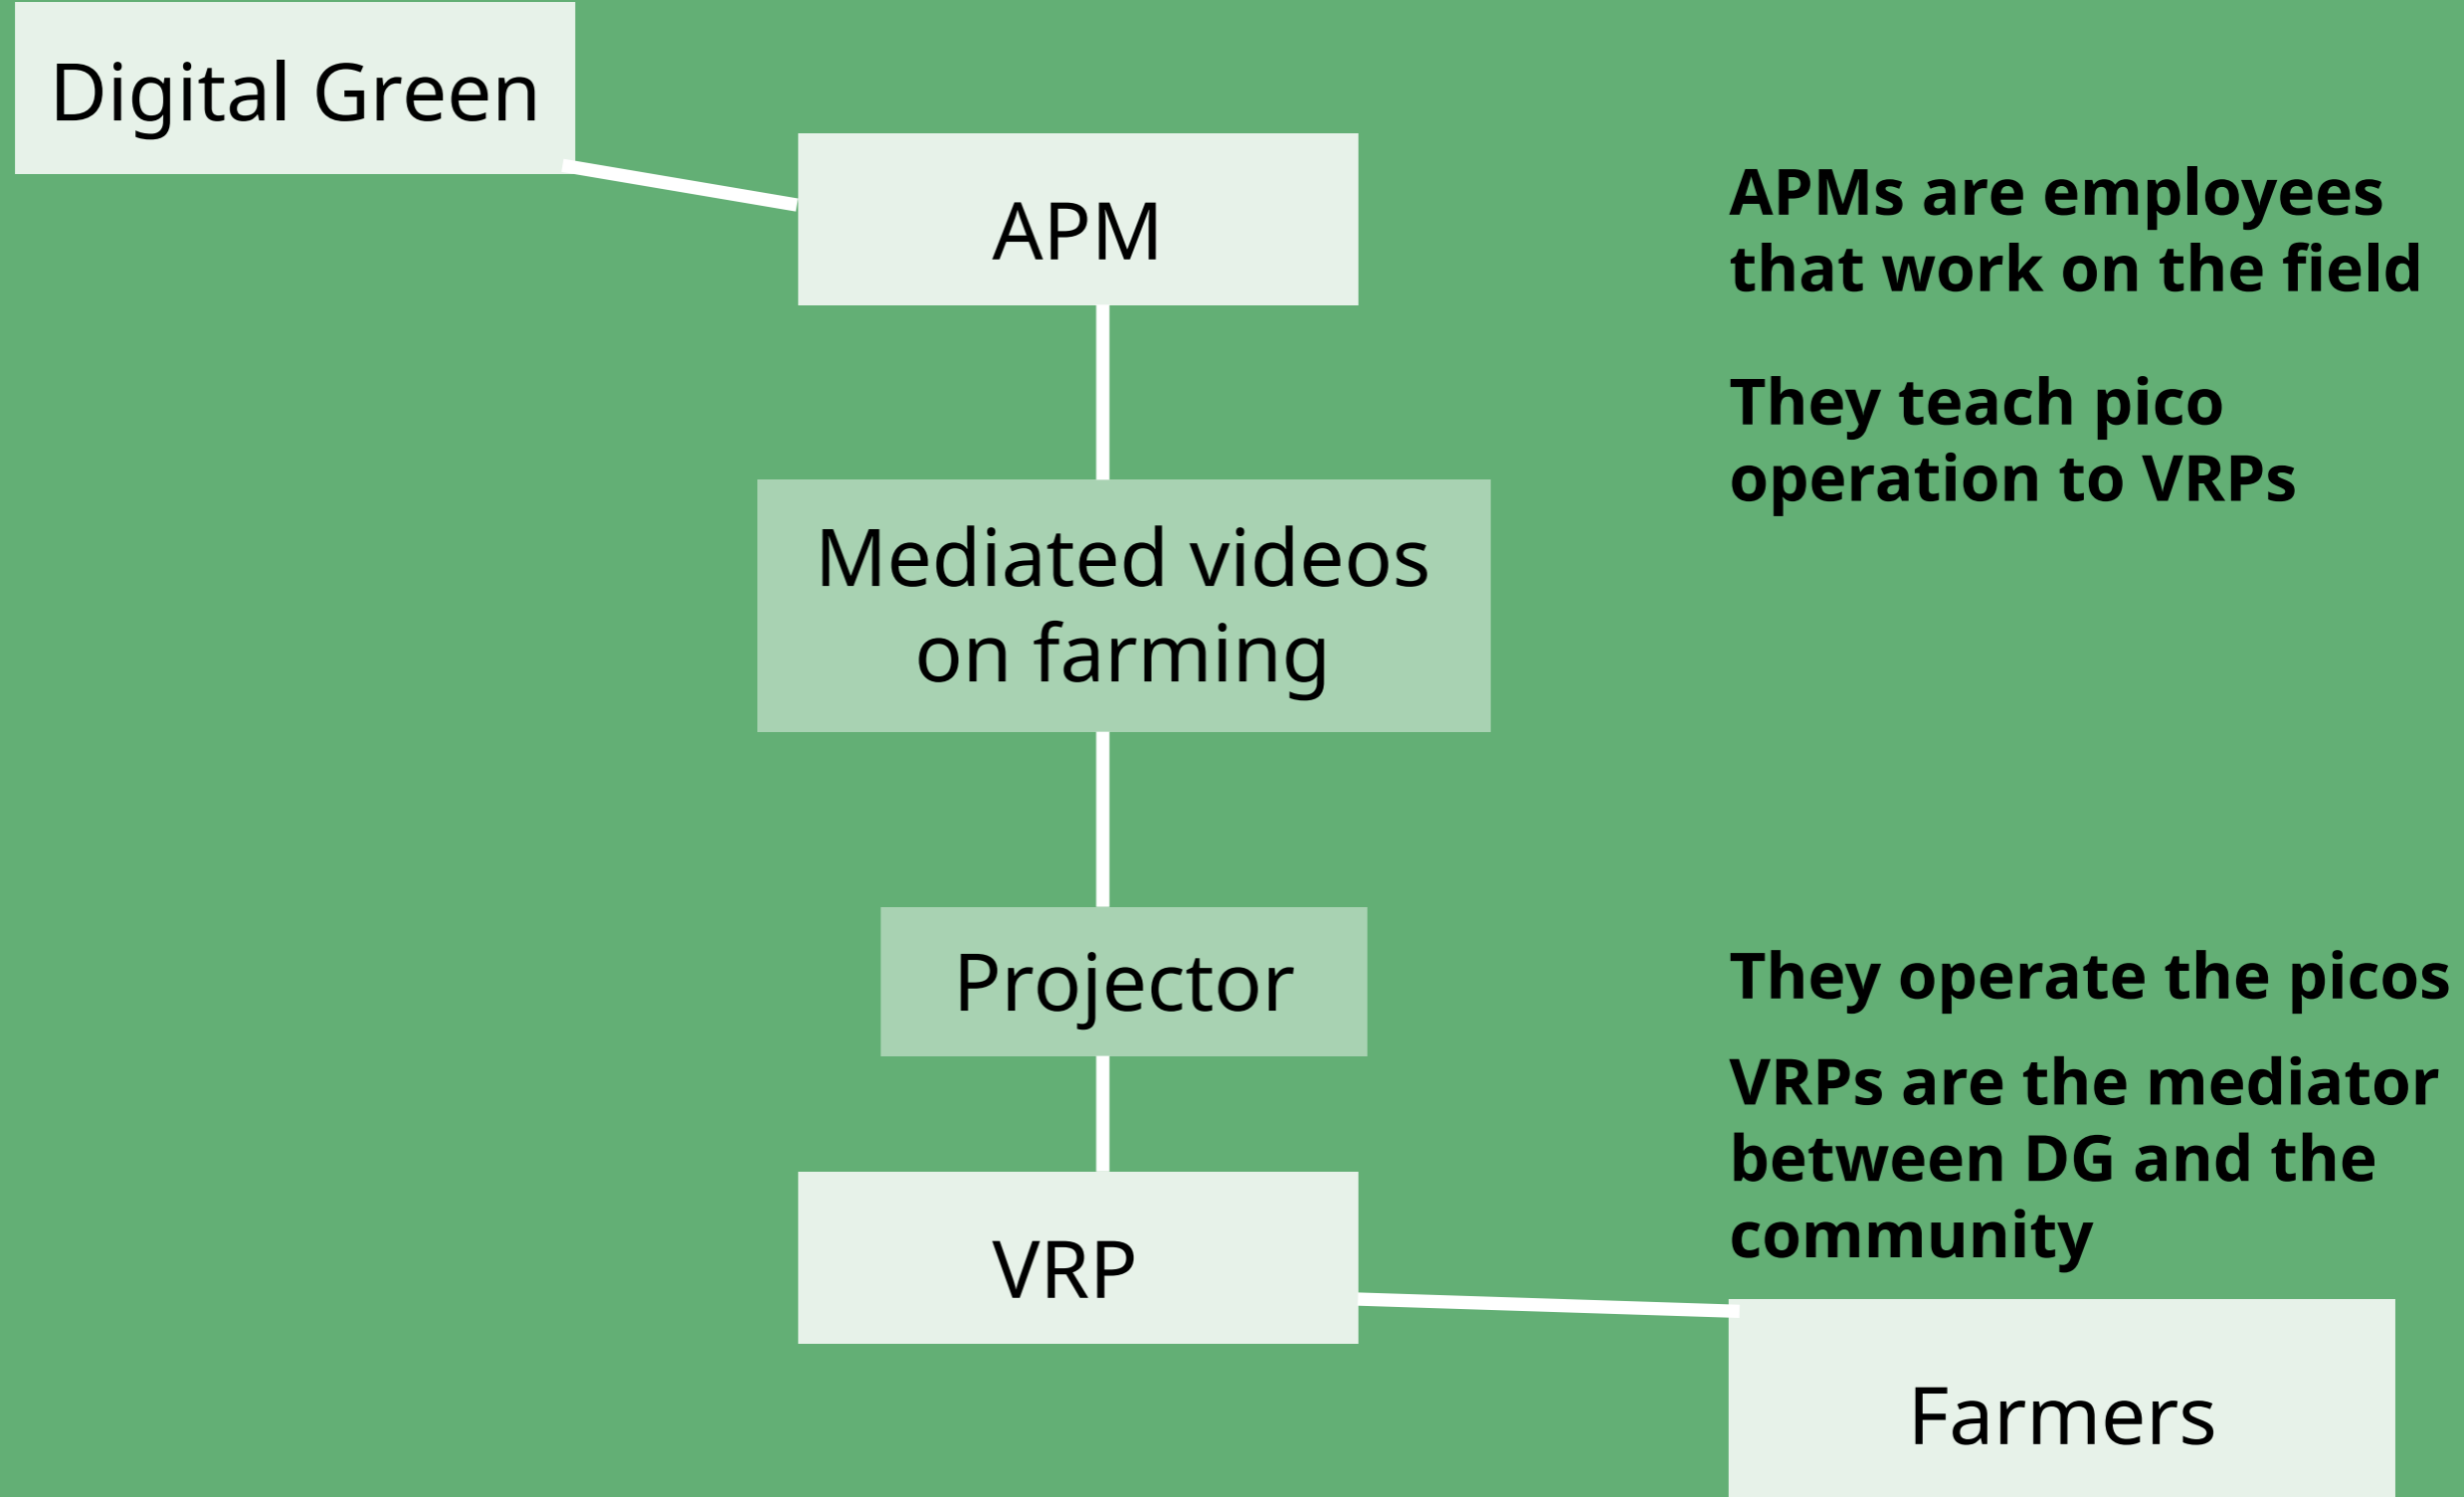 Digital Green
APM
APMs are employees
that work on the field
They teach pico
operation to VRPs
Mediated videos
on farming
Projector
They operate the picos
VRPs are the mediator
between DG and the
community
VRP
Farmers